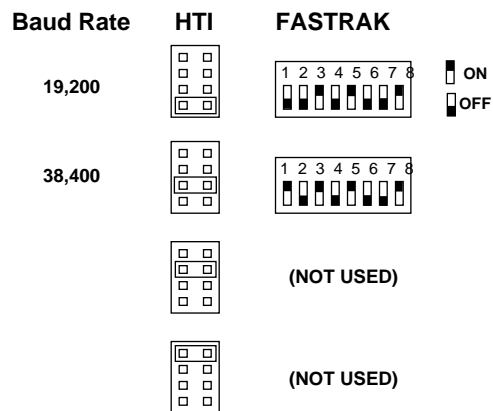 Baud Rate HTI FASTRAK
19,200
1 2 3 4 5 6 7 8
ON
OFF
38,400
1 2 3 4 5 6 7 8
(NOT USED)
(NOT USED)